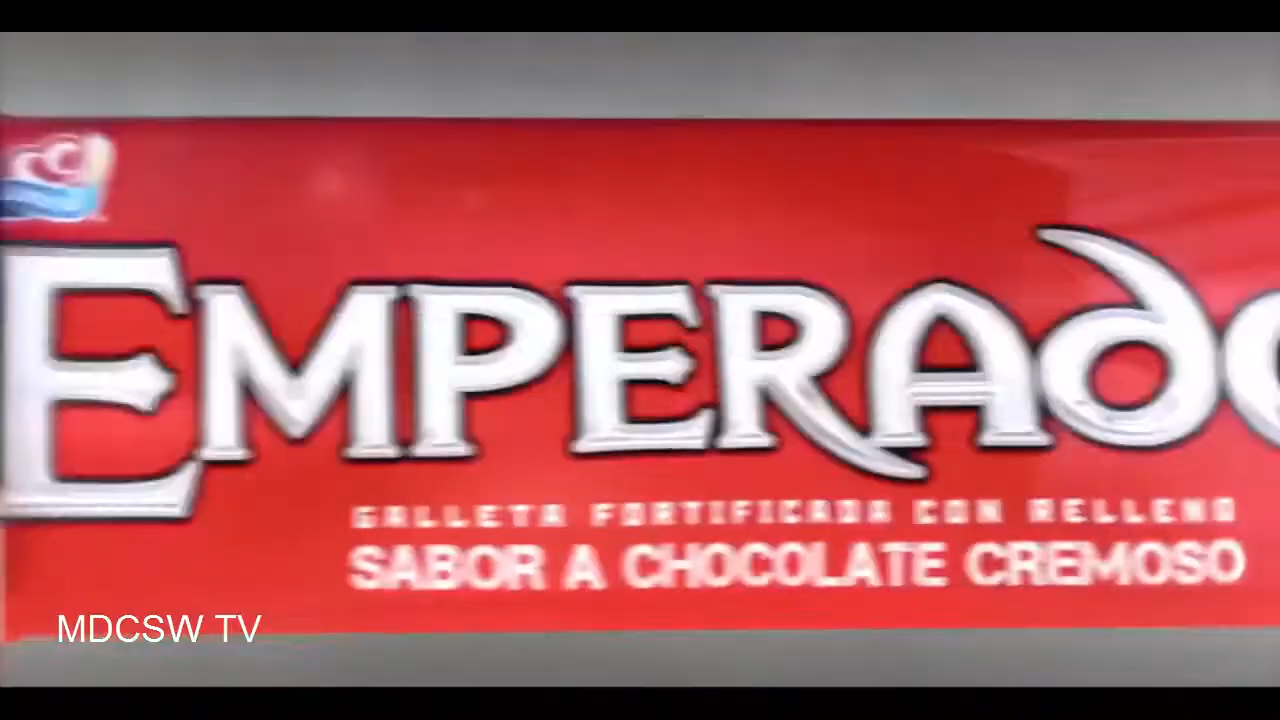 EMPERADO
GALLETA FORTIFICADA CON RELLENO
SABOR A CHOCOLATE CREMOSO
MDCSW TV